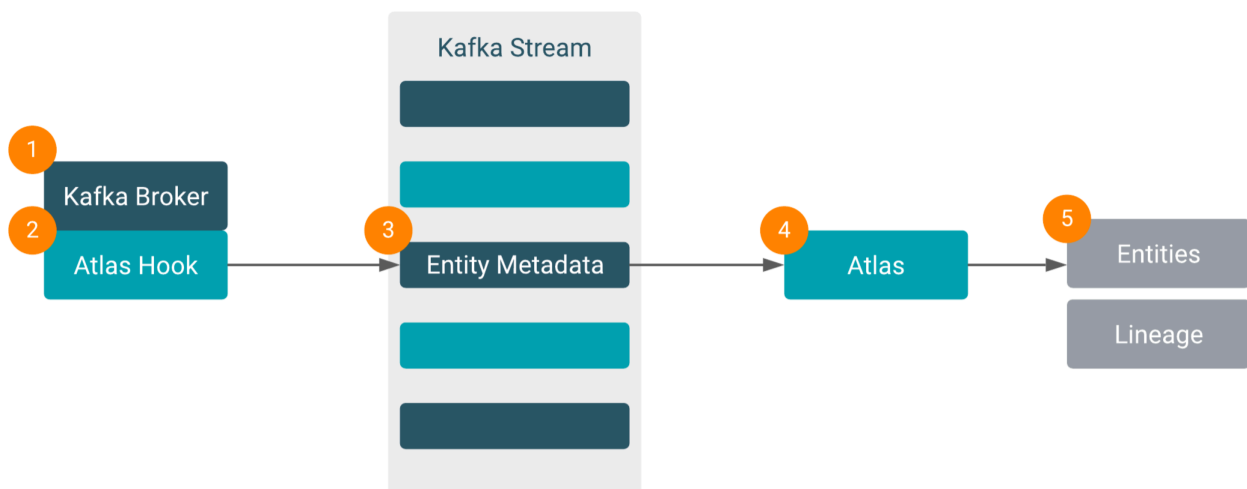 Kafka Stream
1
Kafka Broker
2
Atlas Hook
3
Entity Metadata
4
Atlas
5
Entities
Lineage